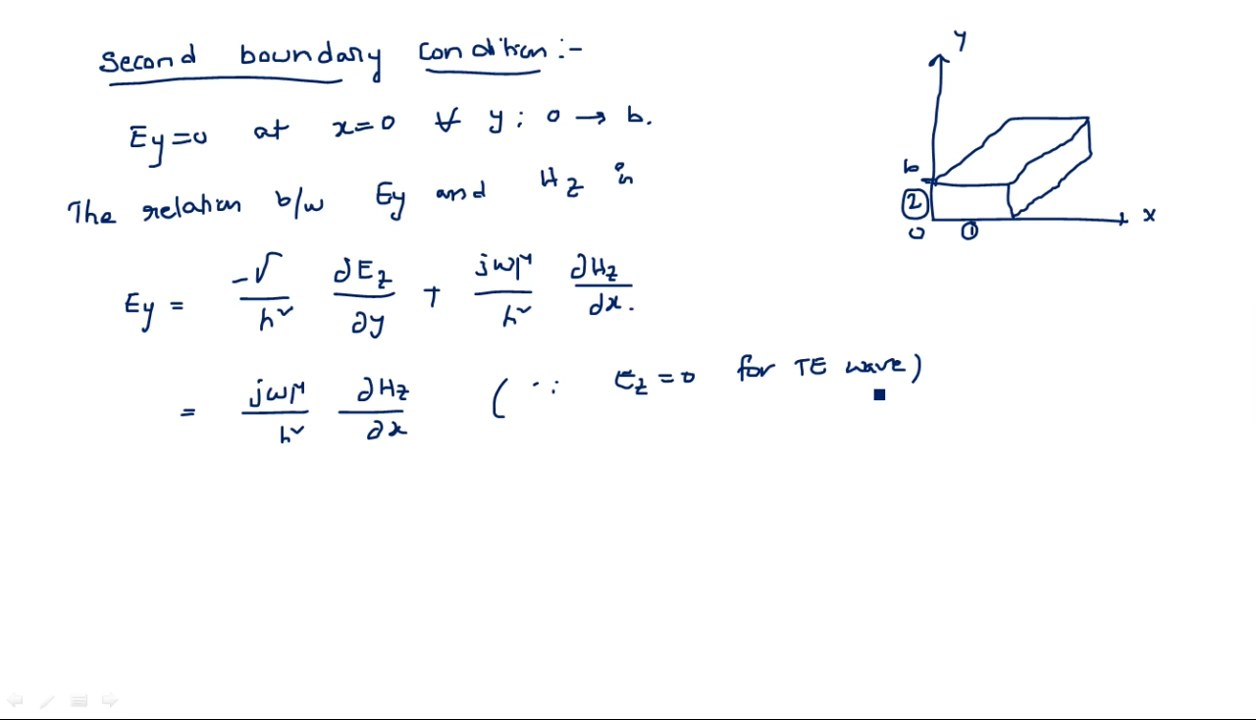 Second boundary Condition :-
Ey=0 at x=0 ∀ y : 0 → b.
The relation b/w Ey and Hz is
Ey = -√/h² ∂Ez/∂y + jωμ/h² ∂Hz/dx.
= jωμ/h² ∂Hz/∂x ( ∵ Ez=0 for TE wave)
y
b
2
0
1
x